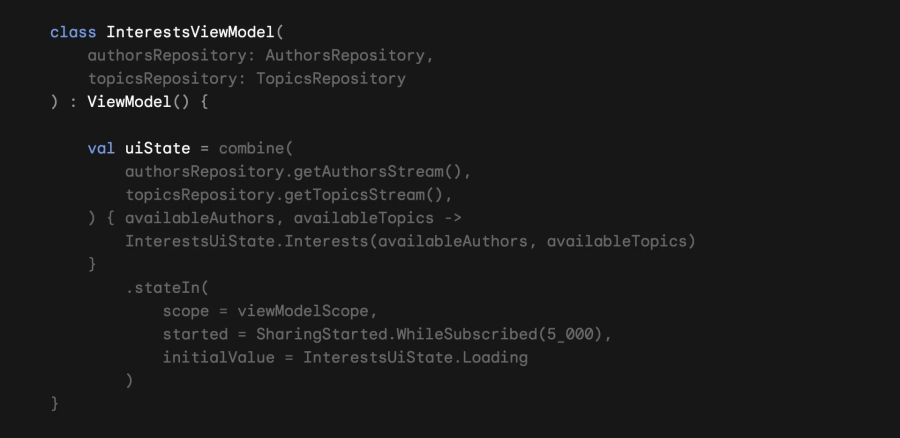 class InterestsViewModel(
    authorsRepository: AuthorsRepository,
    topicsRepository: TopicsRepository
) : ViewModel() {

    val uiState = combine(
        authorsRepository.getAuthorsStream(),
        topicsRepository.getTopicsStream(),
    ) { availableAuthors, availableTopics ->
        InterestsUiState.Interests(availableAuthors, availableTopics)
    }
        .stateIn(
            scope = viewModelScope,
            started = SharingStarted.WhileSubscribed(5_000),
            initialValue = InterestsUiState.Loading
        )
}